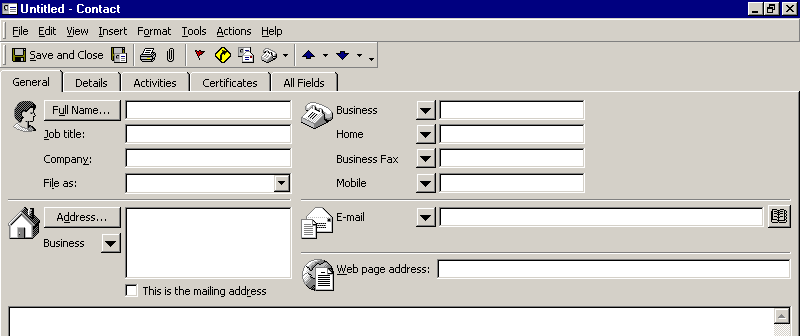 Untitled - Contact
File Edit View Insert Format Tools Actions Help
Save and Close
General Details Activities Certificates All Fields
Full Name... Business
Job title: Home
Company: Business Fax
File as: Mobile
Address... E-mail
Business
Web page address:
This is the mailing address